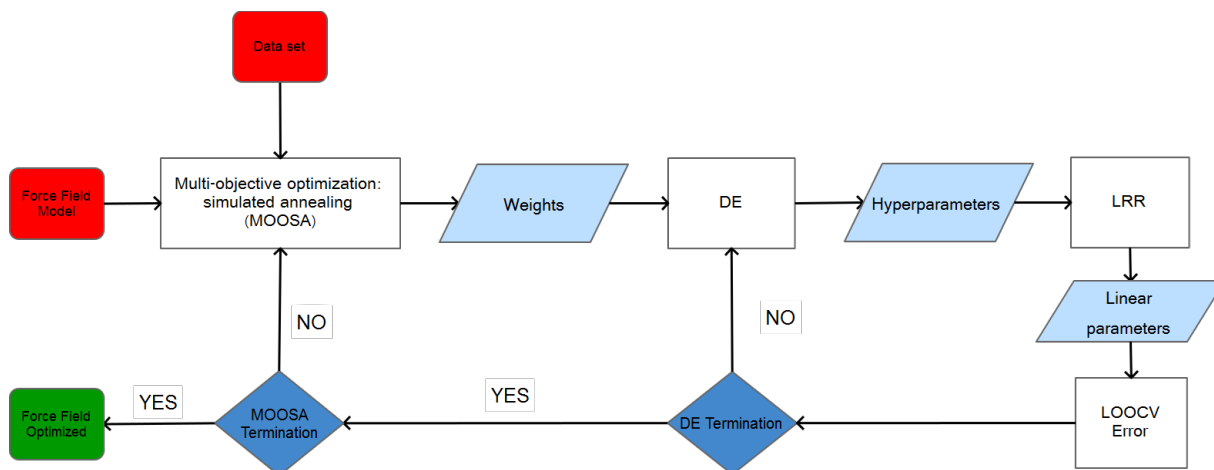 Data set
Force Field
Model
Multi-objective optimization:
simulated annealing
(MOOSA)
Weights
DE
Hyperparameters
LRR
Linear
parameters
NO
NO
Force Field
Optimized
YES
MOOSA
Termination
YES
DE Termination
LOOCV
Error